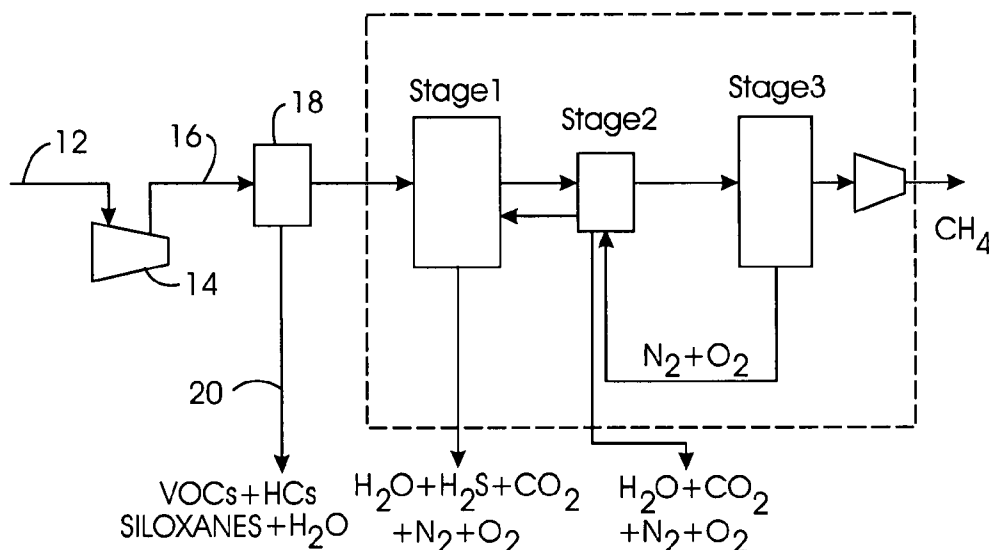 Stage1
Stage2
Stage3
12
16
18
14
CH₄
N₂+O₂
20
VOCs+HCs
SILOXANES+H₂O
H₂O+H₂S+CO₂
+N₂+O₂
H₂O+CO₂
+N₂+O₂